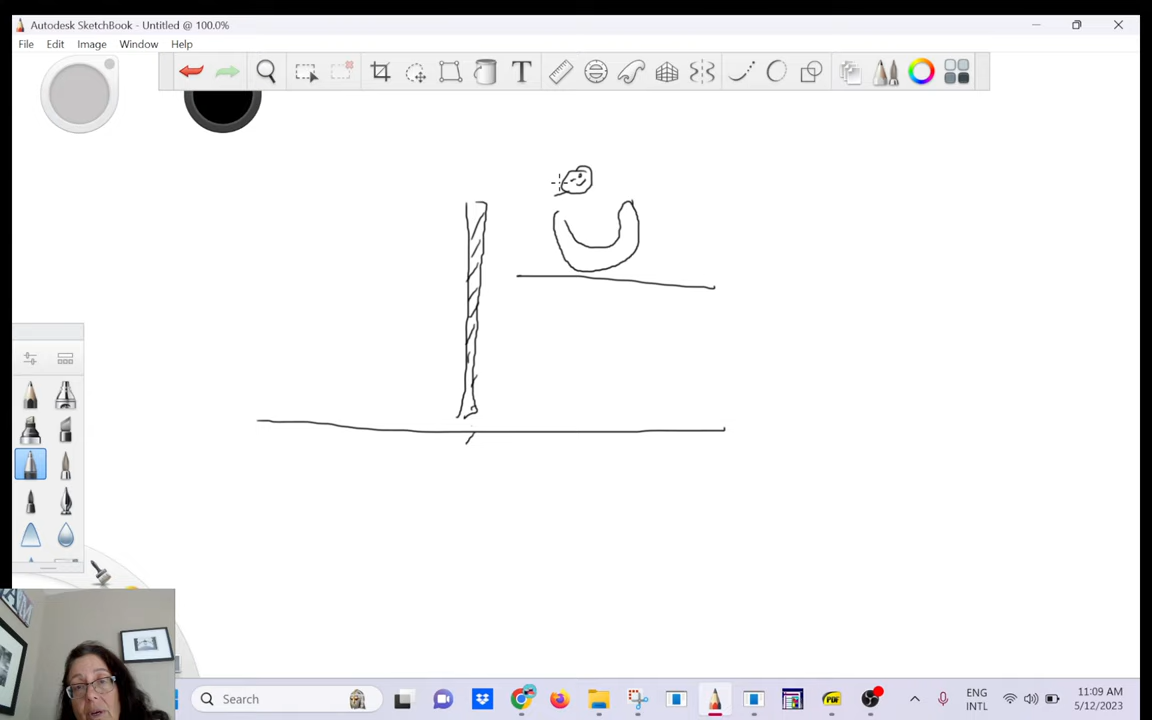 Autodesk SketchBook - Untitled @ 100.0%
File Edit Image Window Help
T
Search
PDF
ENG
INTL
11:09 AM
5/12/2023